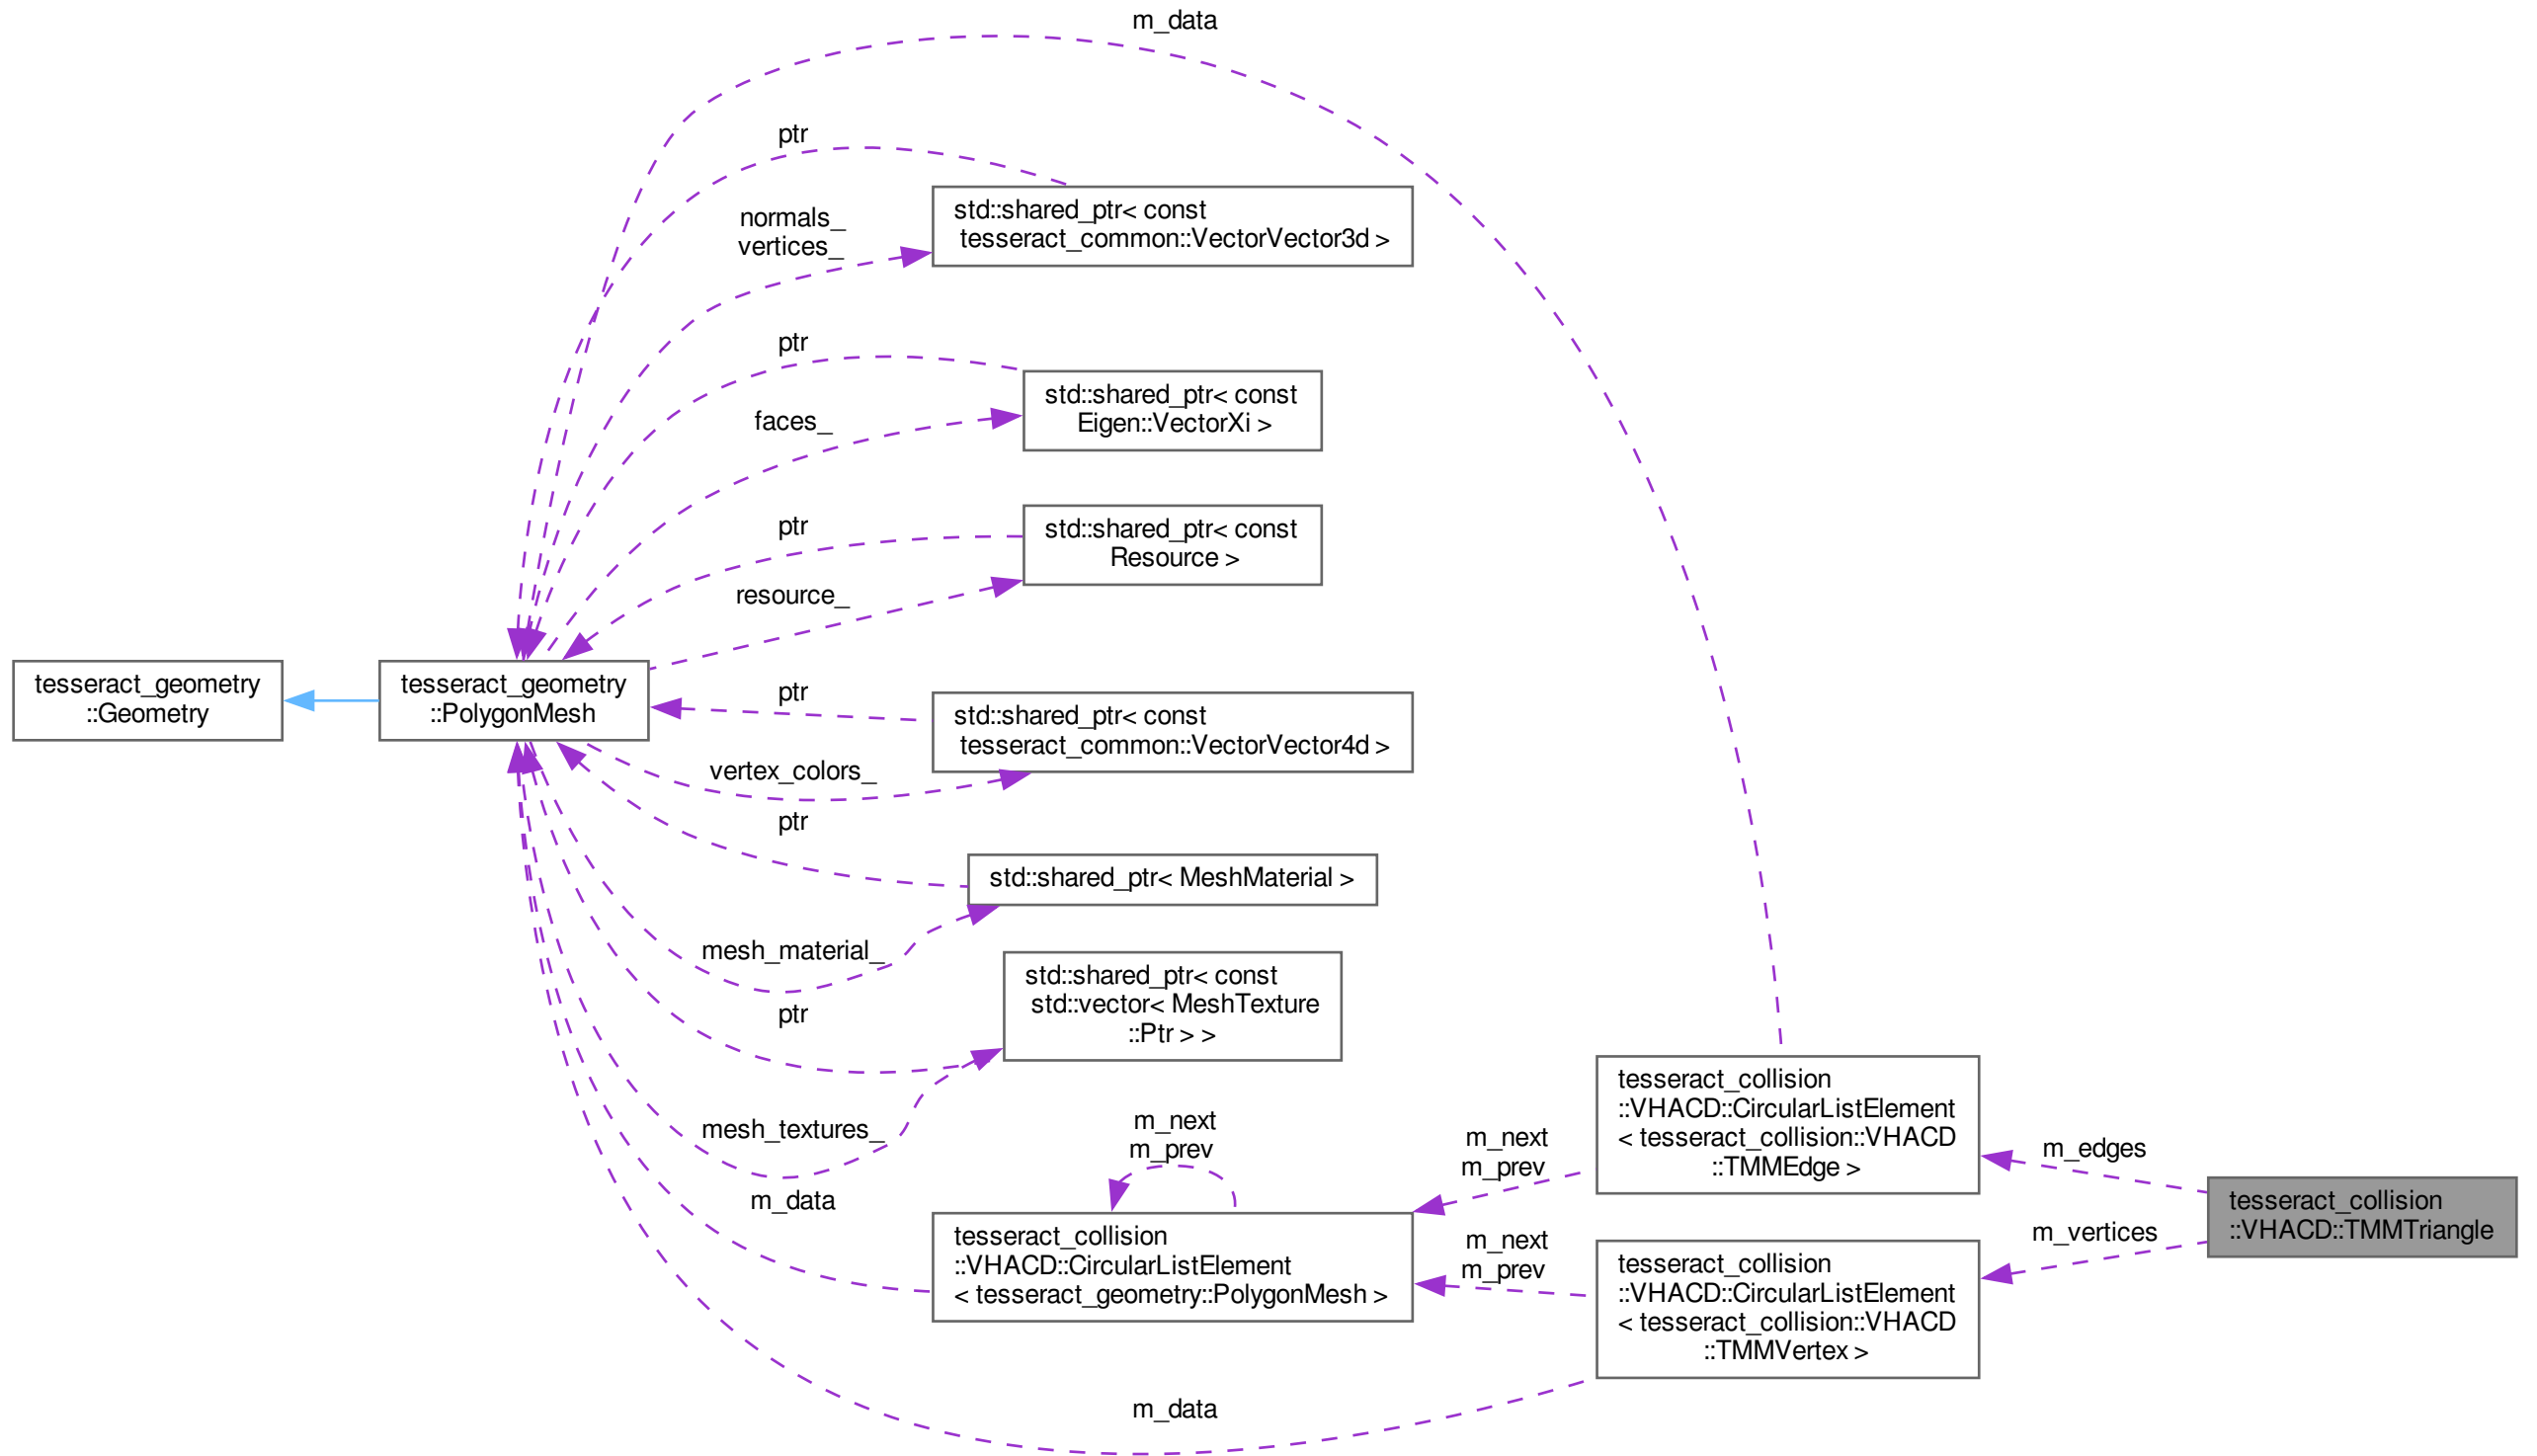 m_data
ptr
std::shared_ptr< const
tesseract_common::VectorVector3d >
normals_
vertices_
ptr
std::shared_ptr< const
Eigen::VectorXi >
faces_
ptr
std::shared_ptr< const
Resource >
resource_
tesseract_geometry
::Geometry
tesseract_geometry
::PolygonMesh
ptr
std::shared_ptr< const
tesseract_common::VectorVector4d >
vertex_colors_
ptr
std::shared_ptr< MeshMaterial >
mesh_material_
std::shared_ptr< const
std::vector< MeshTexture
::Ptr > >
ptr
mesh_textures_
m_data
m_next
m_prev
tesseract_collision
::VHACD::CircularListElement
< tesseract_geometry::PolygonMesh >
m_next
m_prev
m_next
m_prev
tesseract_collision
::VHACD::CircularListElement
< tesseract_collision::VHACD
::TMMEdge >
tesseract_collision
::VHACD::CircularListElement
< tesseract_collision::VHACD
::TMMVertex >
m_edges
m_vertices
tesseract_collision
::VHACD::TMMTriangle
m_data